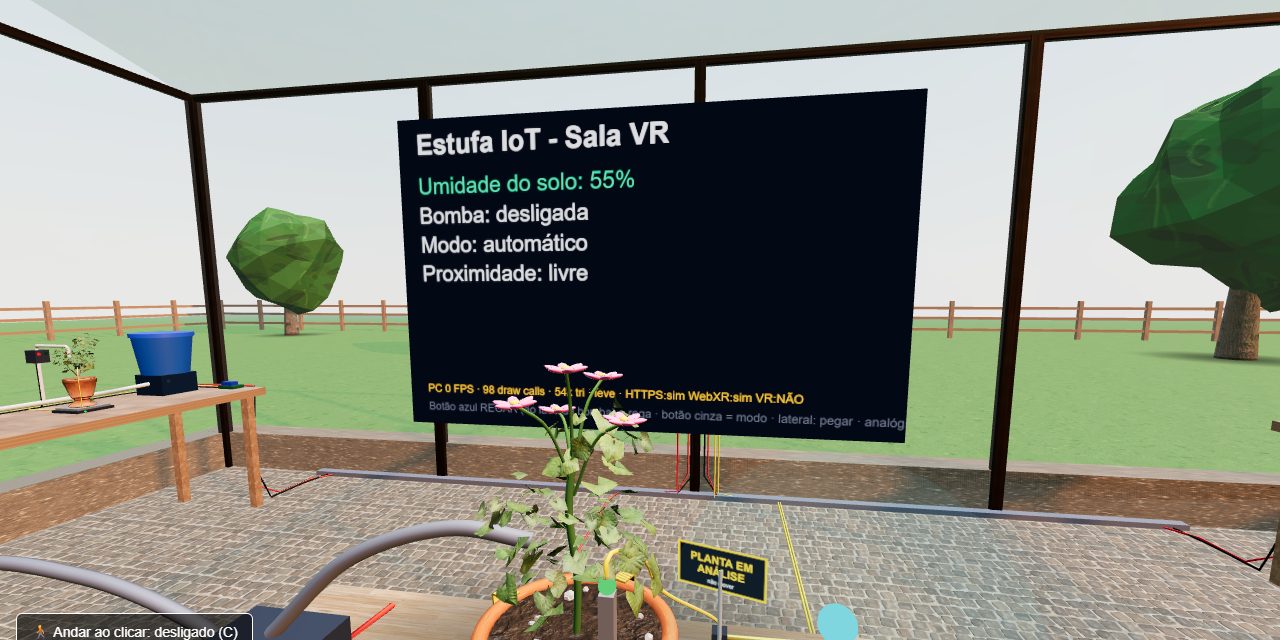 Estufa IoT - Sala VR
Umidade do solo: 55%
Bomba: desligada
Modo: automático
Proximidade: livre
PC 0 FPS · 98 draw calls · tri leve · HTTPS:sim WebXR:sim VR:NÃO
Botão azul · botão cinza = modo · lateral: pegar · analóg
PLANTA EM
ANÁLISE
🚶 Andar ao clicar: desligado (C)